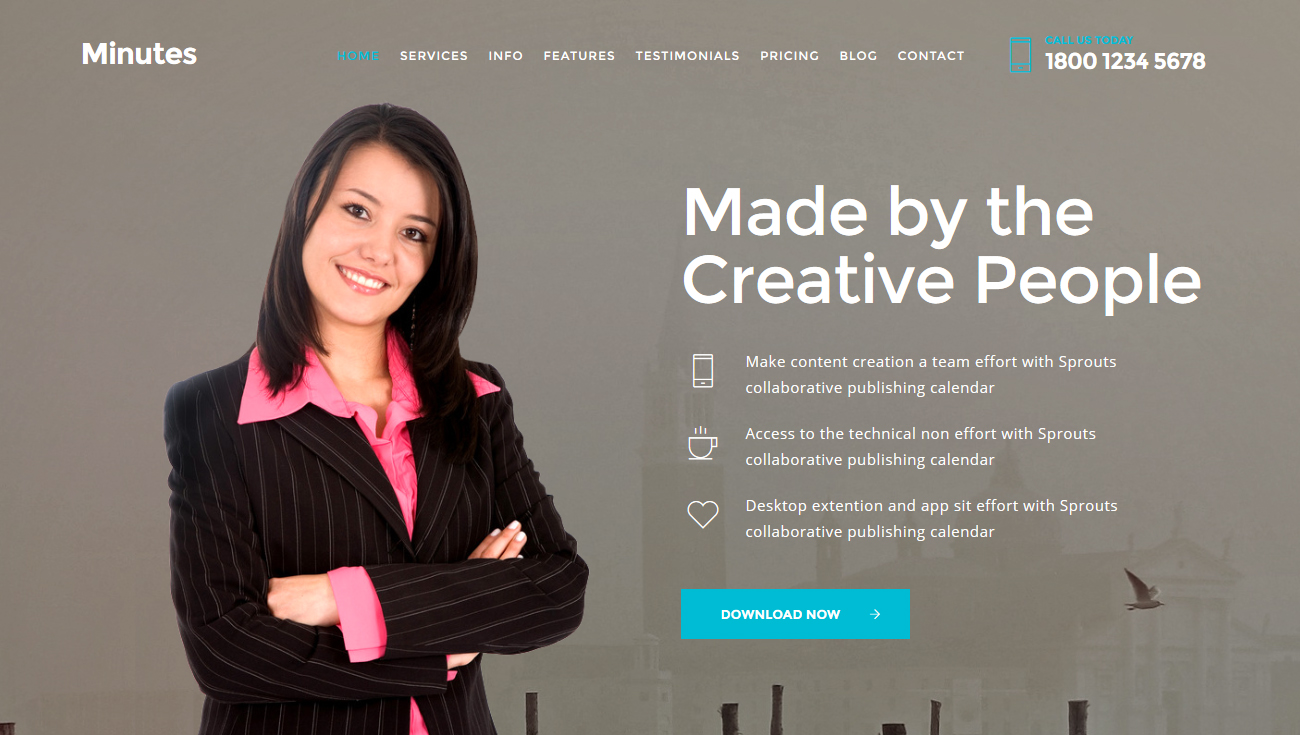 Minutes
HOME SERVICES INFO FEATURES TESTIMONIALS PRICING BLOG CONTACT
CALL US TODAY
1800 1234 5678
Made by the
Creative People
Make content creation a team effort with Sprouts
collaborative publishing calendar
Access to the technical non effort with Sprouts
collaborative publishing calendar
Desktop extention and app sit effort with Sprouts
collaborative publishing calendar
DOWNLOAD NOW